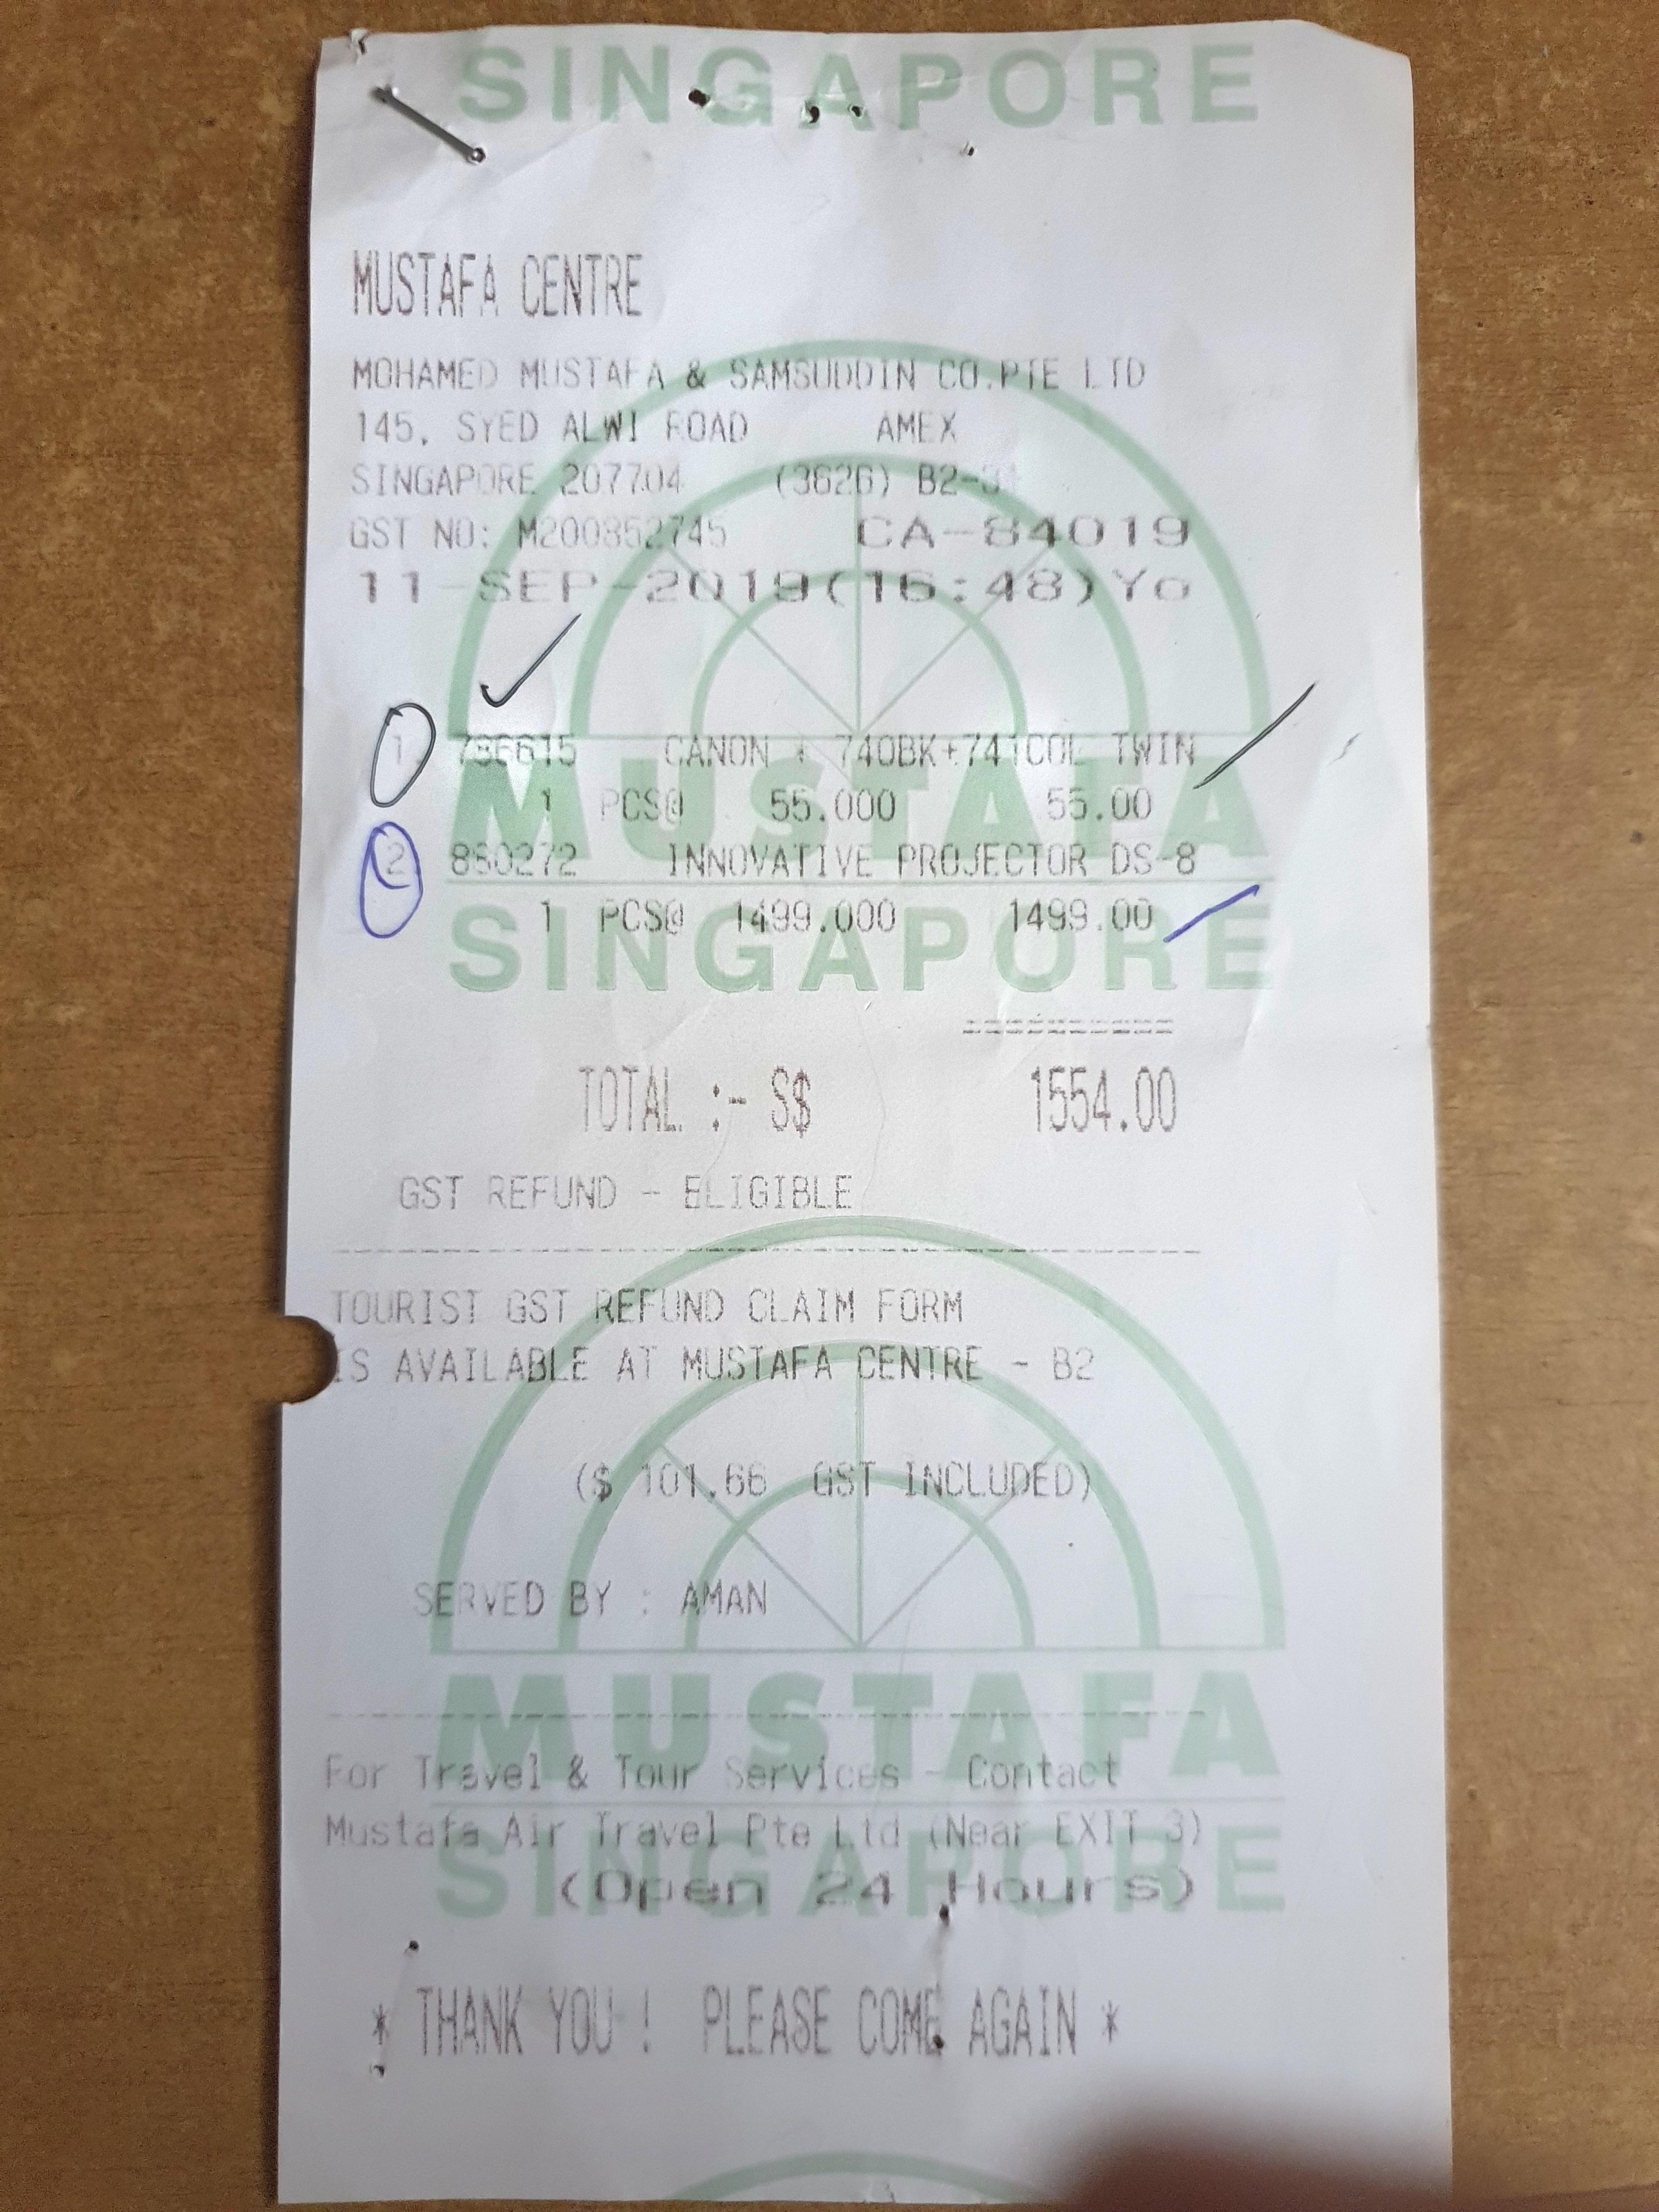 SINGAPORE
MUSTAFA CENTRE
MOHAMED MUSTAFA & SAMSUDDIN CO.PTE LTD
145, SYED ALWI ROAD AMEX
SINGAPORE 207704 (3626)
GST NO: M200852745 CA-84019
11-SEP-2019(16:48)Yo
1 786615 CANON + 740BK+741COL TWIN
1 PCS@ 55.000 55.00
MUSTAFA
2 INNOVATIVE PROJECTOR DS-8
1 PCS@ 1499.000 1499.00
SINGAPORE
==========
TOTAL :- S$ 1554.00
GST REFUND - ELIGIBLE
TOURIST GST REFUND CLAIM FORM
IS AVAILABLE AT MUSTAFA CENTRE - B2
($ 101.66 GST INCLUDED)
SERVED BY : AMAN
MUSTAFA
For Travel & Tour Services - Contact
Mustafa Air Travel Pte Ltd (Near EXIT 3)
SINGAPORE
(Open 24 Hours)
* THANK YOU ! PLEASE COME AGAIN *